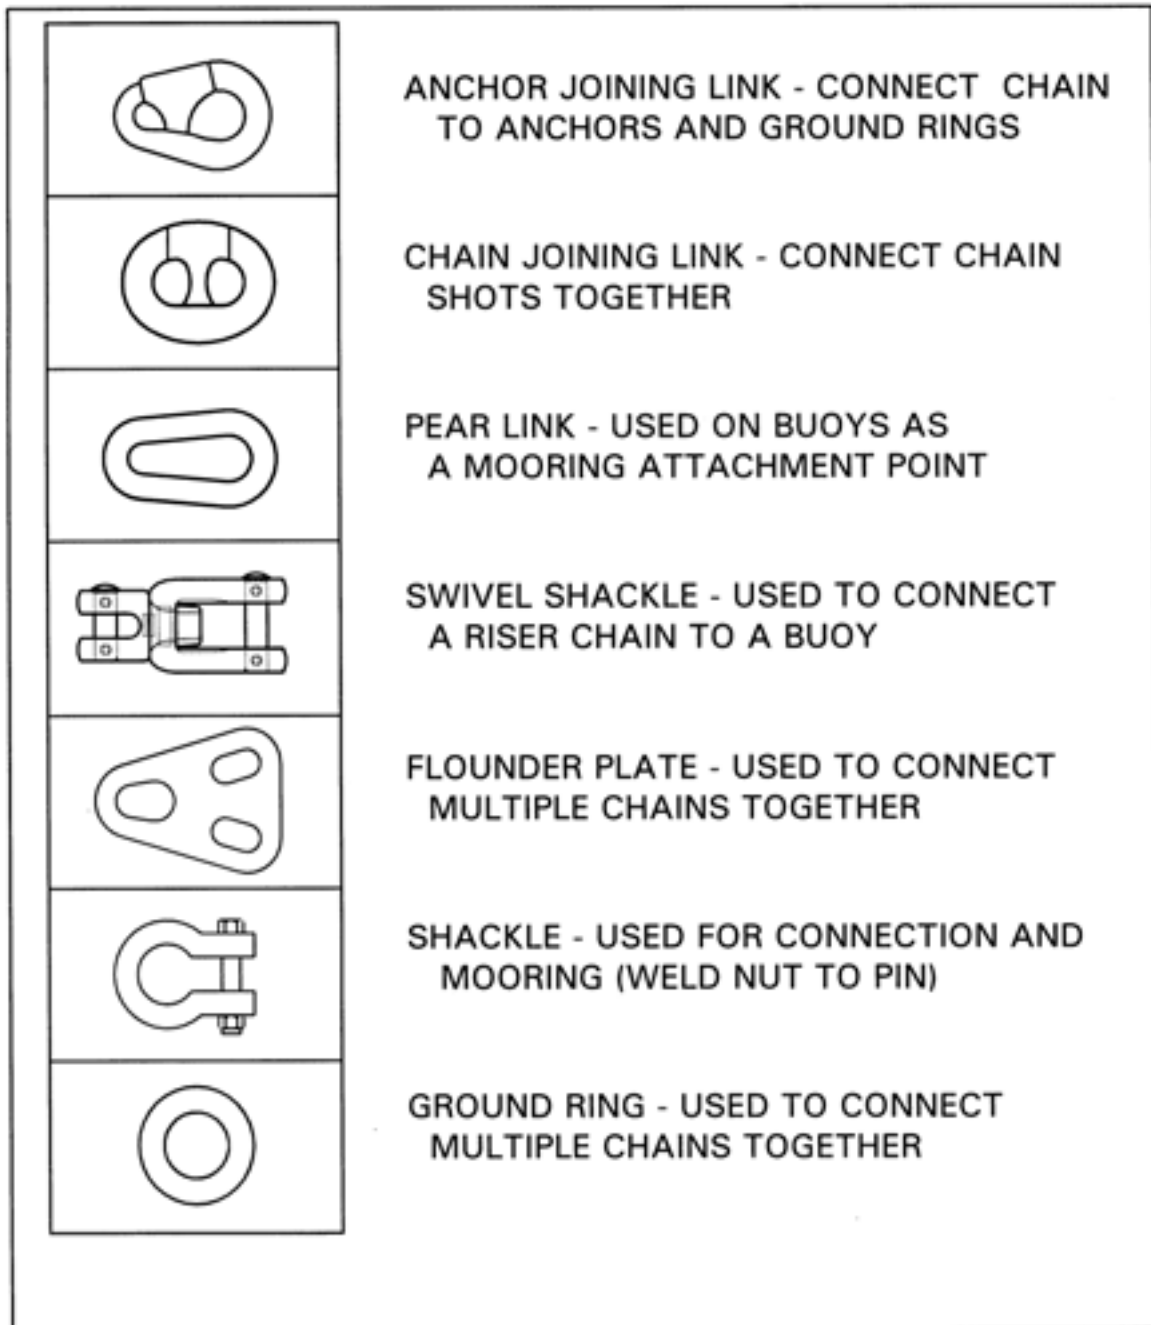 ANCHOR JOINING LINK - CONNECT CHAIN
TO ANCHORS AND GROUND RINGS
CHAIN JOINING LINK - CONNECT CHAIN
SHOTS TOGETHER
PEAR LINK - USED ON BUOYS AS
A MOORING ATTACHMENT POINT
SWIVEL SHACKLE - USED TO CONNECT
A RISER CHAIN TO A BUOY
FLOUNDER PLATE - USED TO CONNECT
MULTIPLE CHAINS TOGETHER
SHACKLE - USED FOR CONNECTION AND
MOORING (WELD NUT TO PIN)
GROUND RING - USED TO CONNECT
MULTIPLE CHAINS TOGETHER